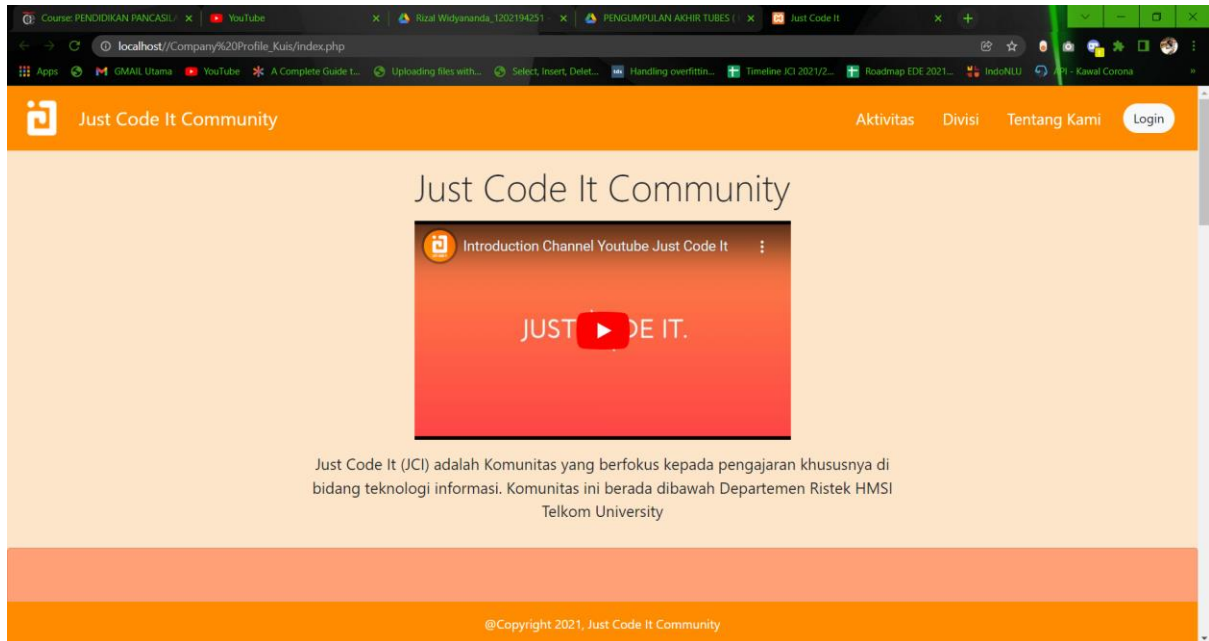 Course: PENDIDIKAN PANCASIL
YouTube
Rizal Widyananda_1202194251 -
PENGUMPULAN AKHIR TUBES (
Just Code It
localhost//Company%20Profile_Kuis/index.php
Apps
GMAIL Utama
YouTube
A Complete Guide t...
Uploading files with...
Select, Insert, Delet...
Handling overfittin...
Timeline JCI 2021/2...
Roadmap EDE 2021...
IndoNLU
API - Kawal Corona
Just Code It Community
Aktivitas
Divisi
Tentang Kami
Login
Just Code It Community
Introduction Channel Youtube Just Code It
Just Code It (JCI) adalah Komunitas yang berfokus kepada pengajaran khususnya di
bidang teknologi informasi. Komunitas ini berada dibawah Departemen Ristek HMSI
Telkom University
@Copyright 2021, Just Code It Community